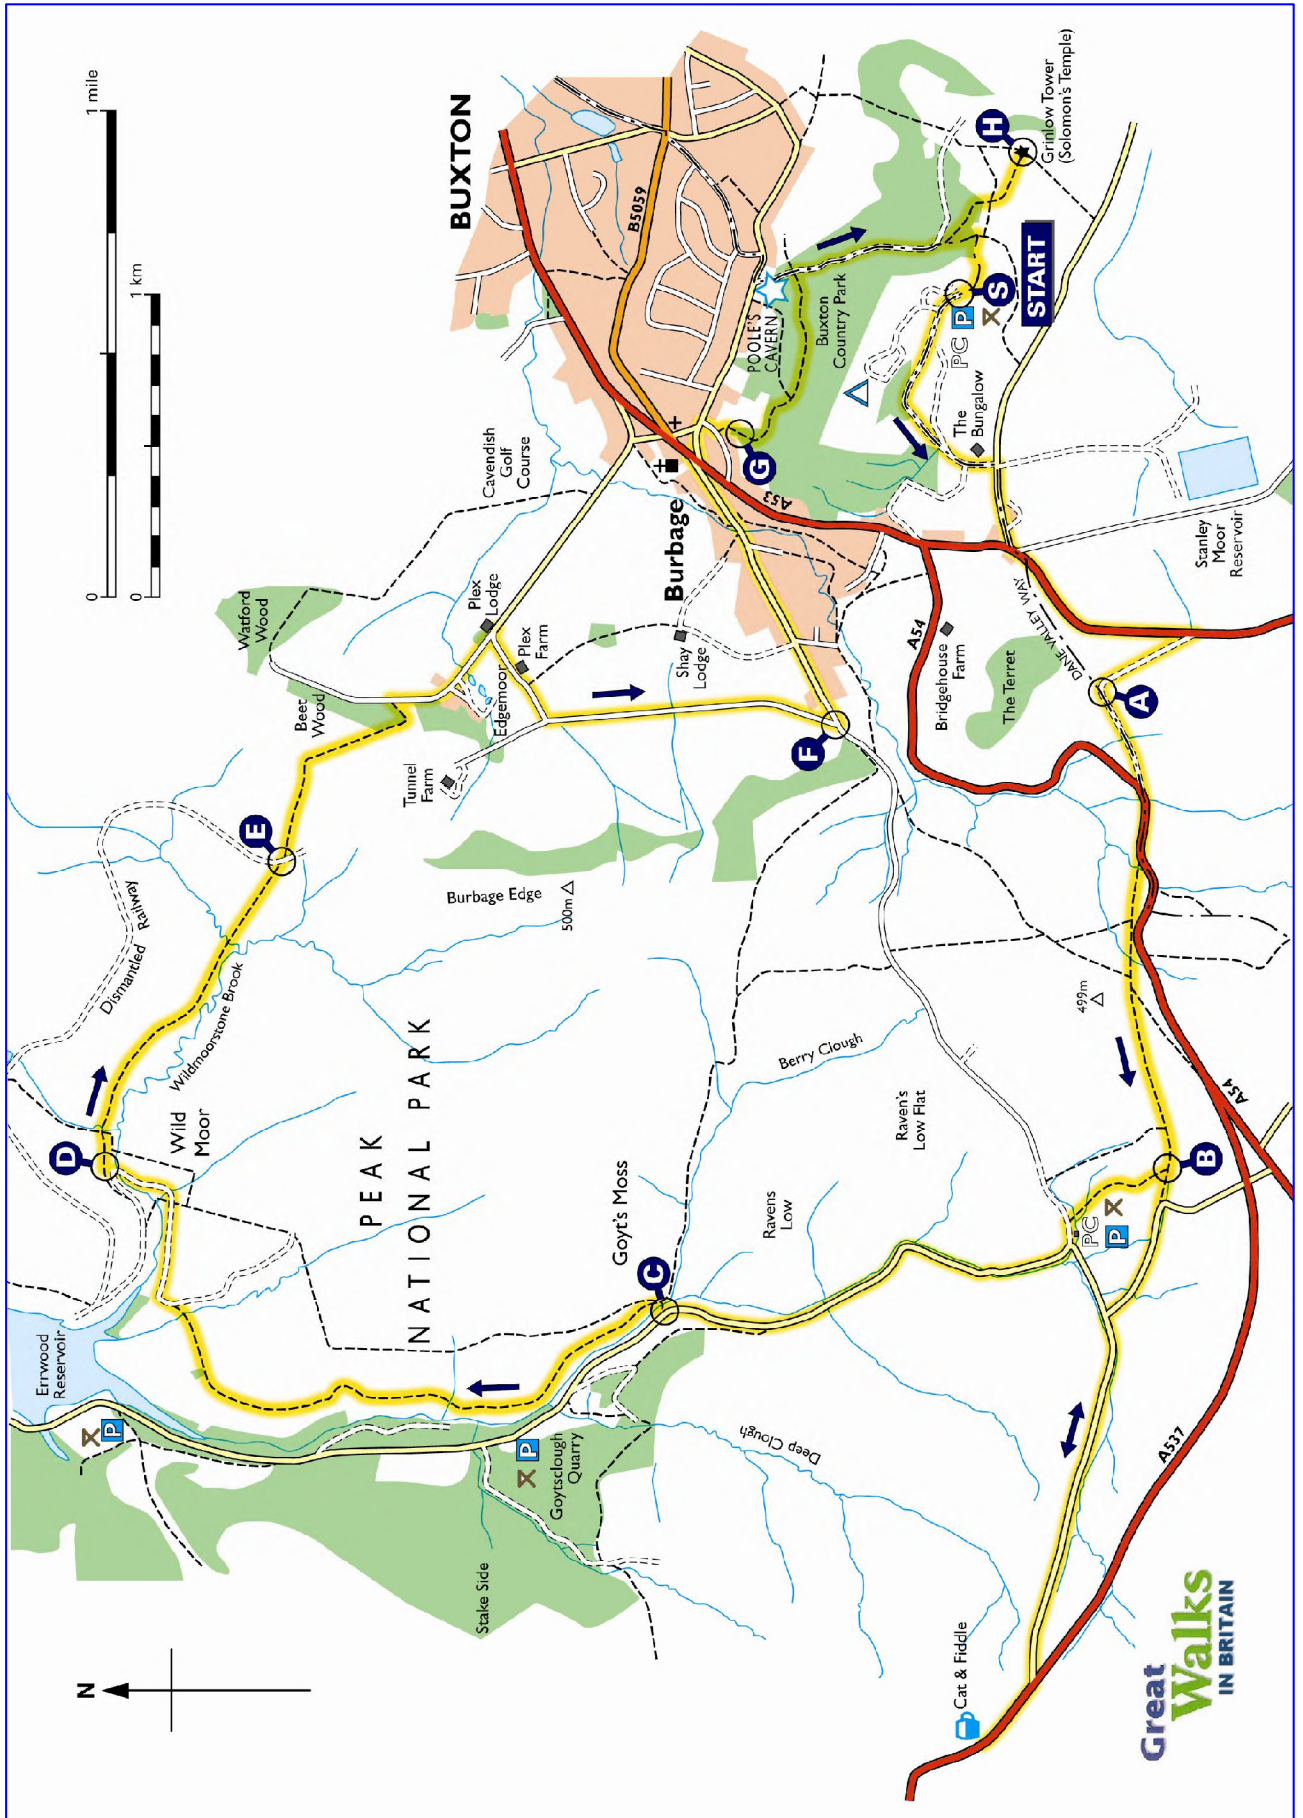 N
0
1 mile
0
1 km
BUXTON
B5059
Errwood
Reservoir
P
D
Wild
Moor
Dismantled
Railway
Wildmoorstone Brook
E
Beet
Wood
Watford
Wood
Cavendish
Golf
Course
Plex
Lodge
Plex
Farm
Edgemoor
Tunnel
Farm
Burbage Edge
500m
PEAK
NATIONAL PARK
Goyt's Moss
C
P
Goytsclough
Quarry
Stake Side
Deep Clough
Ravens
Low
Raven's
Low Flat
Berry Clough
Shay
Lodge
Burbage
F
G
A53
POOLE'S
CAVERN
Buxton
Country Park
H
Grinlow Tower
(Solomon's Temple)
S
START
P
PC
The
Bungalow
A54
Bridgehouse
Farm
The Terret
DANE VALLEY WAY
Stanley
Moor
Reservoir
A
499m
B
PC
P
A54
A537
Cat & Fiddle
Great
Walks
IN BRITAIN